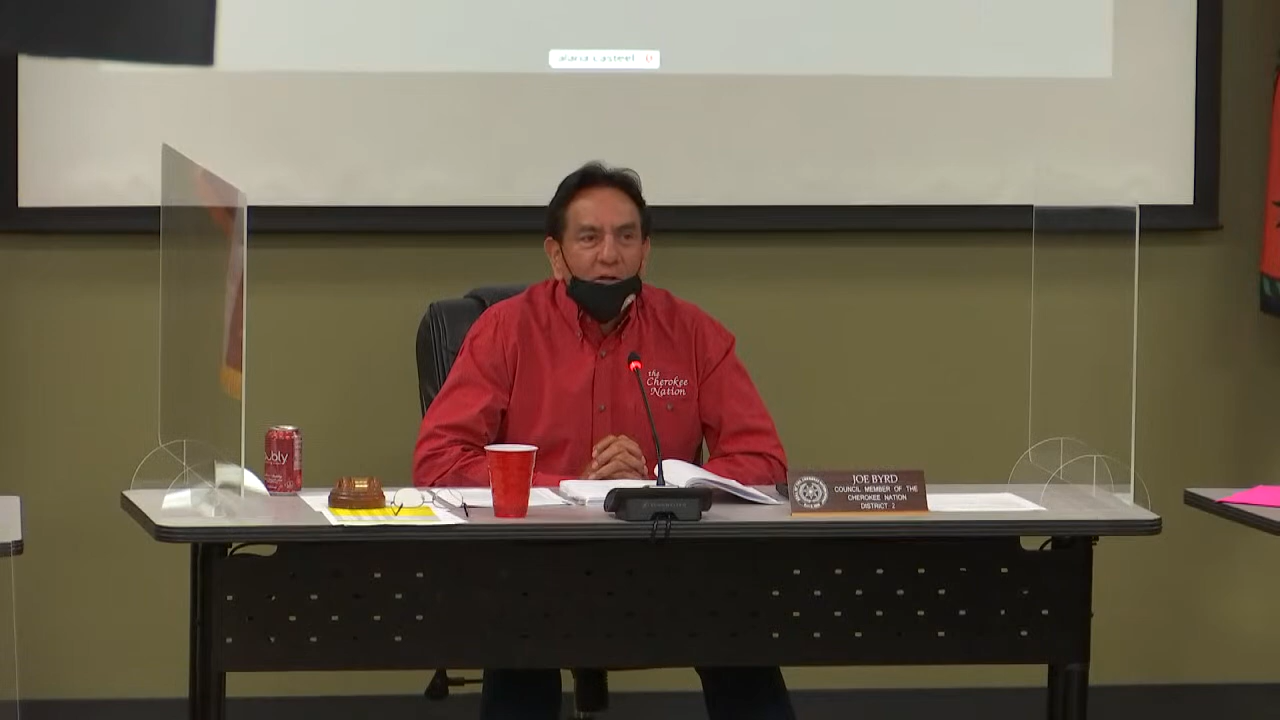 the
Cherokee
Nation
bubly
JOE BYRD
COUNCIL MEMBER OF THE
CHEROKEE NATION
DISTRICT 2